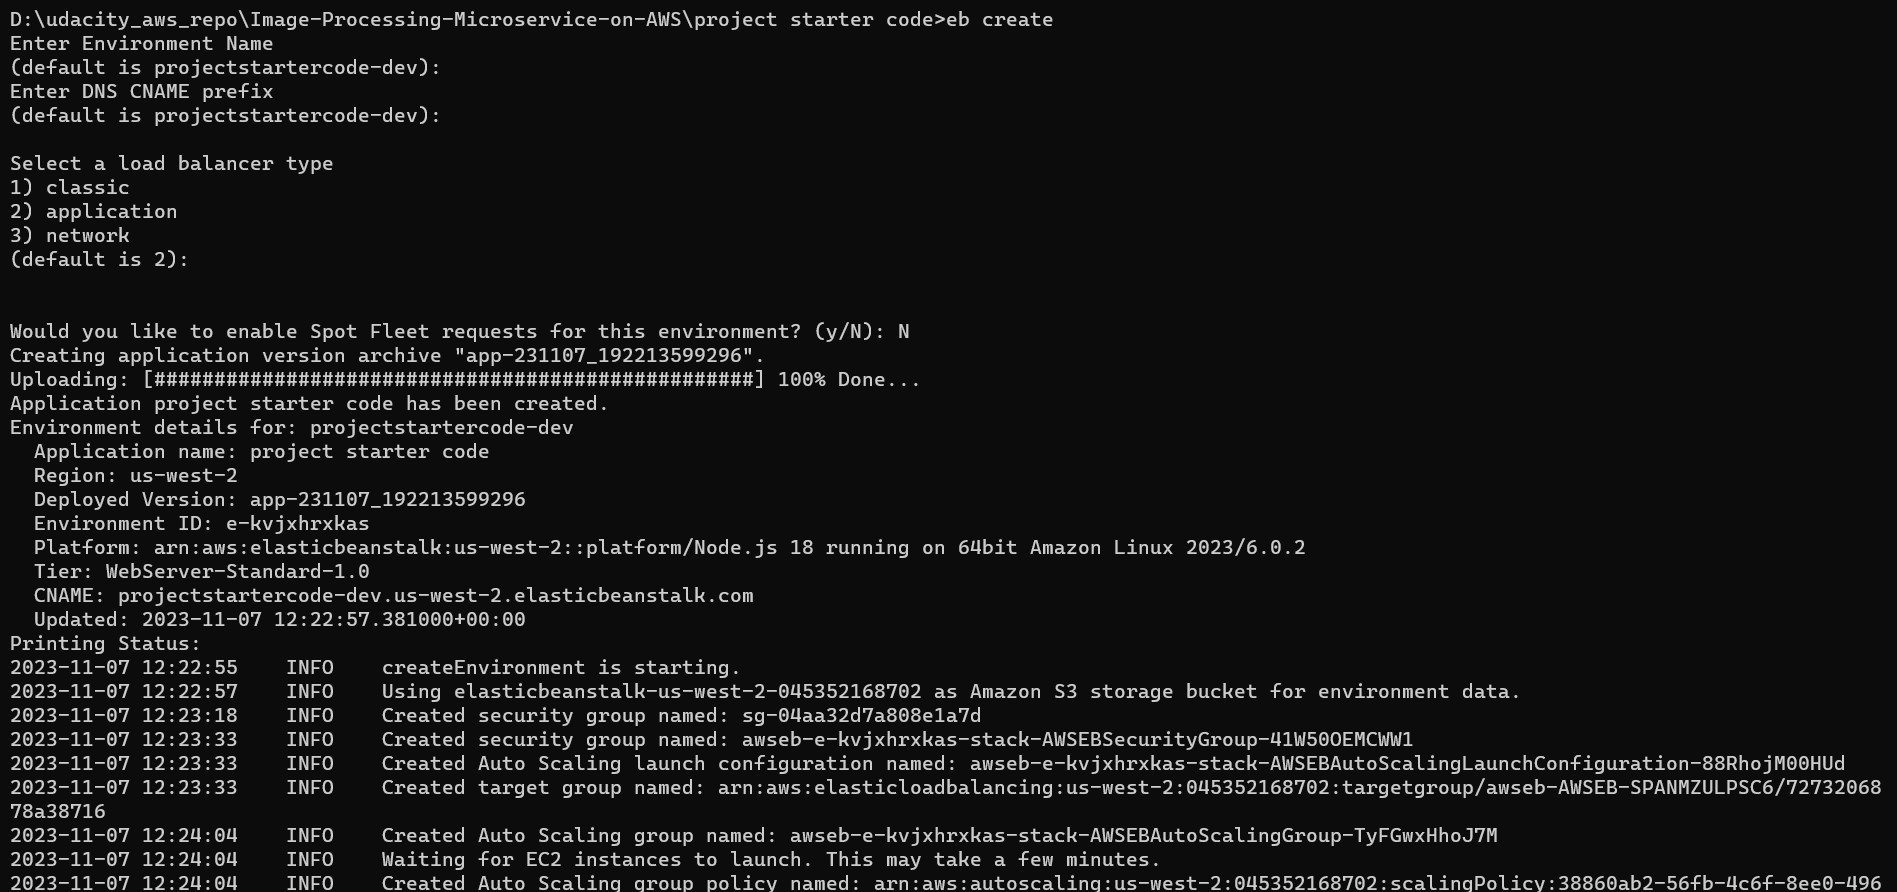 D:\udacity_aws_repo\Image-Processing-Microservice-on-AWS\project starter code>eb create
Enter Environment Name
(default is projectstartercode-dev):
Enter DNS CNAME prefix
(default is projectstartercode-dev):
Select a load balancer type
1) classic
2) application
3) network
(default is 2):
Would you like to enable Spot Fleet requests for this environment? (y/N): N
Creating application version archive "app-231107_192213599296".
Uploading: [##################################################] 100% Done...
Application project starter code has been created.
Environment details for: projectstartercode-dev
  Application name: project starter code
  Region: us-west-2
  Deployed Version: app-231107_192213599296
  Environment ID: e-kvjxhrxkas
  Platform: arn:aws:elasticbeanstalk:us-west-2::platform/Node.js 18 running on 64bit Amazon Linux 2023/6.0.2
  Tier: WebServer-Standard-1.0
  CNAME: projectstartercode-dev.us-west-2.elasticbeanstalk.com
  Updated: 2023-11-07 12:22:57.381000+00:00
Printing Status:
2023-11-07 12:22:55    INFO    createEnvironment is starting.
2023-11-07 12:22:57    INFO    Using elasticbeanstalk-us-west-2-045352168702 as Amazon S3 storage bucket for environment data.
2023-11-07 12:23:18    INFO    Created security group named: sg-04aa32d7a808e1a7d
2023-11-07 12:23:33    INFO    Created security group named: awseb-e-kvjxhrxkas-stack-AWSEBSecurityGroup-41W50OEMCWW1
2023-11-07 12:23:33    INFO    Created Auto Scaling launch configuration named: awseb-e-kvjxhrxkas-stack-AWSEBAutoScalingLaunchConfiguration-88RhojM00HUd
2023-11-07 12:23:33    INFO    Created target group named: arn:aws:elasticloadbalancing:us-west-2:045352168702:targetgroup/awseb-AWSEB-SPANMZULPSC6/72732068
78a38716
2023-11-07 12:24:04    INFO    Created Auto Scaling group named: awseb-e-kvjxhrxkas-stack-AWSEBAutoScalingGroup-TyFGwxHhoJ7M
2023-11-07 12:24:04    INFO    Waiting for EC2 instances to launch. This may take a few minutes.
2023-11-07 12:24:04    INFO    Created Auto Scaling group policy named: arn:aws:autoscaling:us-west-2:045352168702:scalingPolicy:38860ab2-56fb-4c6f-8ee0-496